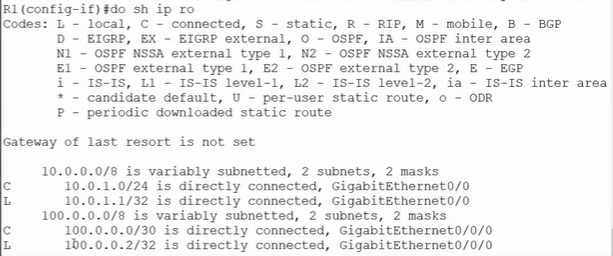 R1(config-if)#do sh ip ro
Codes: L - local, C - connected, S - static, R - RIP, M - mobile, B - BGP
D - EIGRP, EX - EIGRP external, O - OSPF, IA - OSPF inter area
N1 - OSPF NSSA external type 1, N2 - OSPF NSSA external type 2
E1 - OSPF external type 1, E2 - OSPF external type 2, E - EGP
i - IS-IS, L1 - IS-IS level-1, L2 - IS-IS level-2, ia - IS-IS inter area
* - candidate default, U - per-user static route, o - ODR
P - periodic downloaded static route
Gateway of last resort is not set
10.0.0.0/8 is variably subnetted, 2 subnets, 2 masks
C 10.0.1.0/24 is directly connected, GigabitEthernet0/0
L 10.0.1.1/32 is directly connected, GigabitEthernet0/0
100.0.0.0/8 is variably subnetted, 2 subnets, 2 masks
C 100.0.0.0/30 is directly connected, GigabitEthernet0/0/0
L 100.0.0.2/32 is directly connected, GigabitEthernet0/0/0